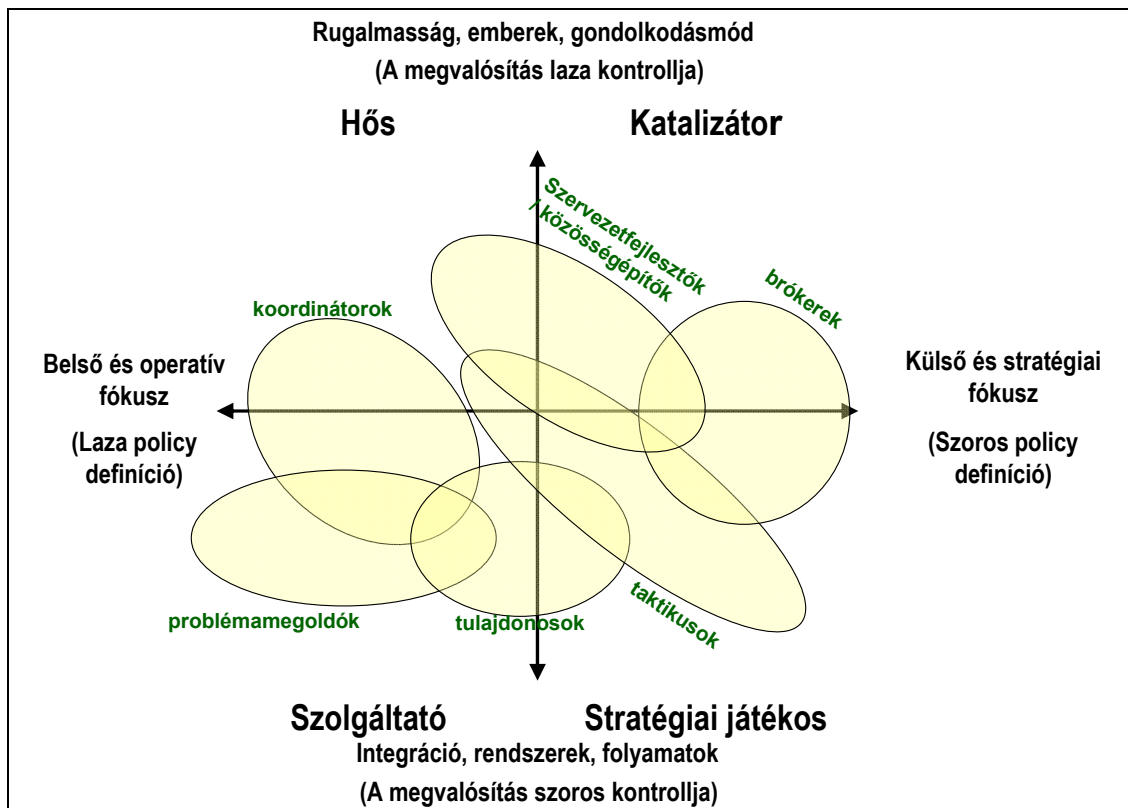 Rugalmasság, emberek, gondolkodásmód
(A megvalósítás laza kontrollja)
Hős
Katalizátor
Szervezetfejlesztők
/ közösségépítők
brókerek
koordinátorok
Belső és operatív
fókusz
(Laza policy
definíció)
Külső és stratégiai
fókusz
(Szoros policy
definíció)
problémamegoldók
tulajdonosok
taktikusok
Szolgáltató
Stratégiai játékos
Integráció, rendszerek, folyamatok
(A megvalósítás szoros kontrollja)